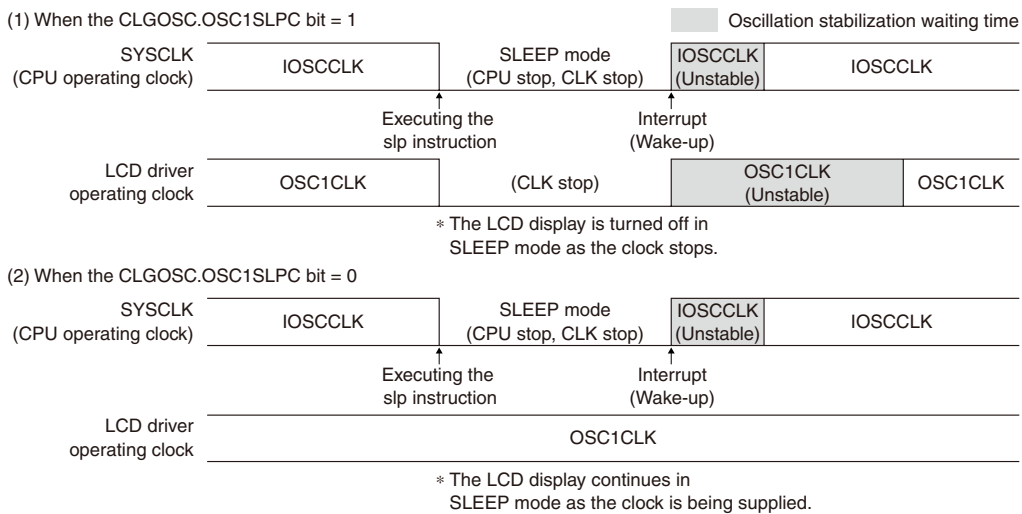 (1) When the CLGOSC.OSC1SLPC bit = 1
Oscillation stabilization waiting time
SYSCLK
(CPU operating clock)
IOSCCLK
SLEEP mode
(CPU stop, CLK stop)
IOSCCLK
(Unstable)
IOSCCLK
Executing the
slp instruction
Interrupt
(Wake-up)
LCD driver
operating clock
OSC1CLK
(CLK stop)
OSC1CLK
(Unstable)
OSC1CLK
* The LCD display is turned off in
SLEEP mode as the clock stops.
(2) When the CLGOSC.OSC1SLPC bit = 0
SYSCLK
(CPU operating clock)
IOSCCLK
SLEEP mode
(CPU stop, CLK stop)
IOSCCLK
(Unstable)
IOSCCLK
Executing the
slp instruction
Interrupt
(Wake-up)
LCD driver
operating clock
OSC1CLK
* The LCD display continues in
SLEEP mode as the clock is being supplied.